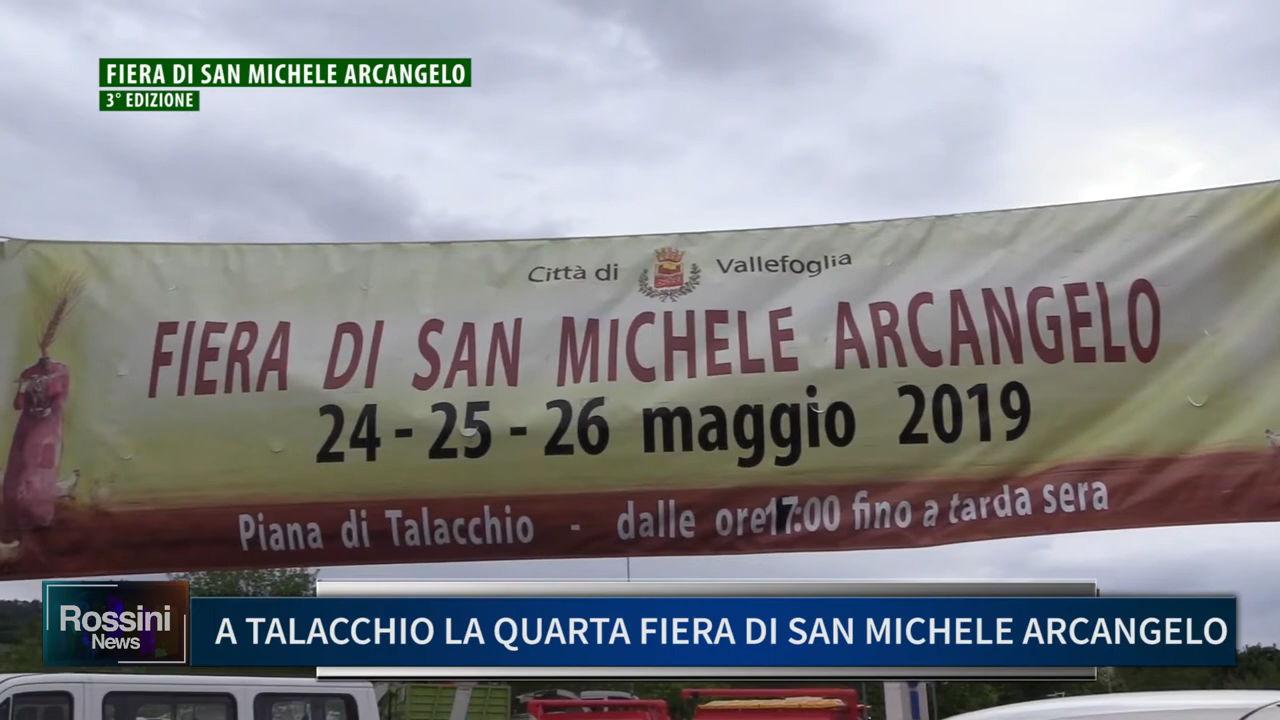 FIERA DI SAN MICHELE ARCANGELO
3° EDIZIONE
Città di Vallefoglia
FIERA DI SAN MICHELE ARCANGELO
24 - 25 - 26 maggio 2019
Piana di Talacchio - dalle ore 17:00 fino a tarda sera
Rossini
News
A TALACCHIO LA QUARTA FIERA DI SAN MICHELE ARCANGELO